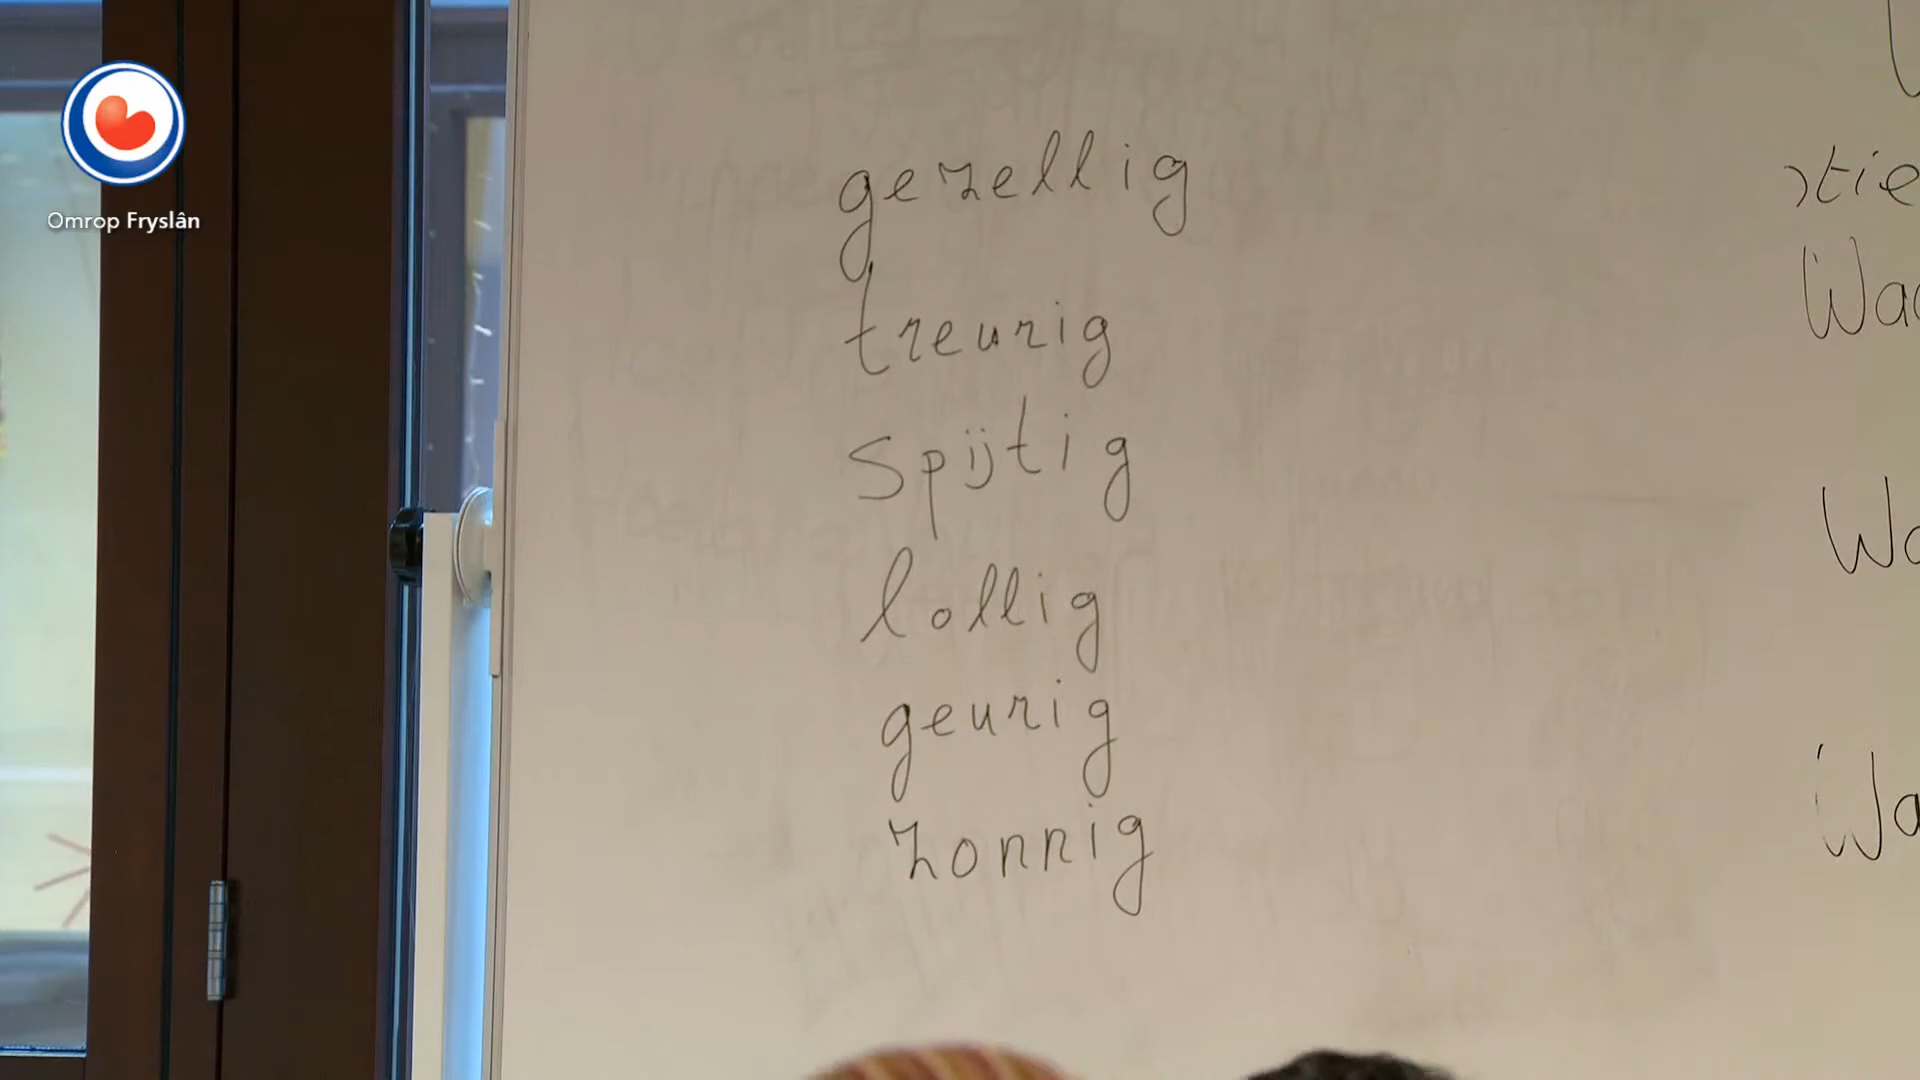 Omrop Fryslân
gezellig
treurig
spijtig
lollig
geurig
zonnig